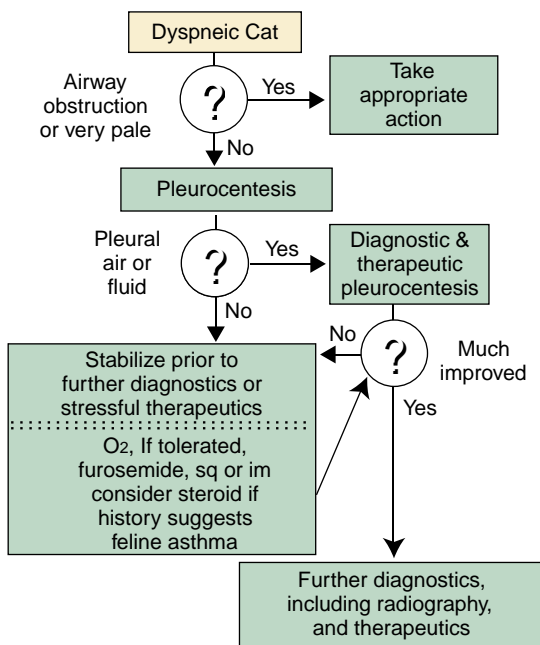 Dyspneic Cat
Airway
obstruction
or very pale
?
Yes
Take
appropriate
action
No
Pleurocentesis
Pleural
air or
fluid
?
Yes
Diagnostic &
therapeutic
pleurocentesis
No
No
?
Much
improved
Yes
Stabilize prior to
further diagnostics or
stressful therapeutics
O2, If tolerated,
furosemide, sq or im
consider steroid if
history suggests
feline asthma
Further diagnostics,
including radiography,
and therapeutics